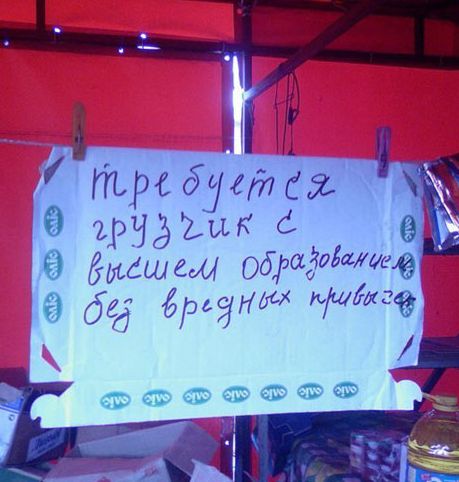 требуется
грузчик с
высшем образованием
без вредных привычек